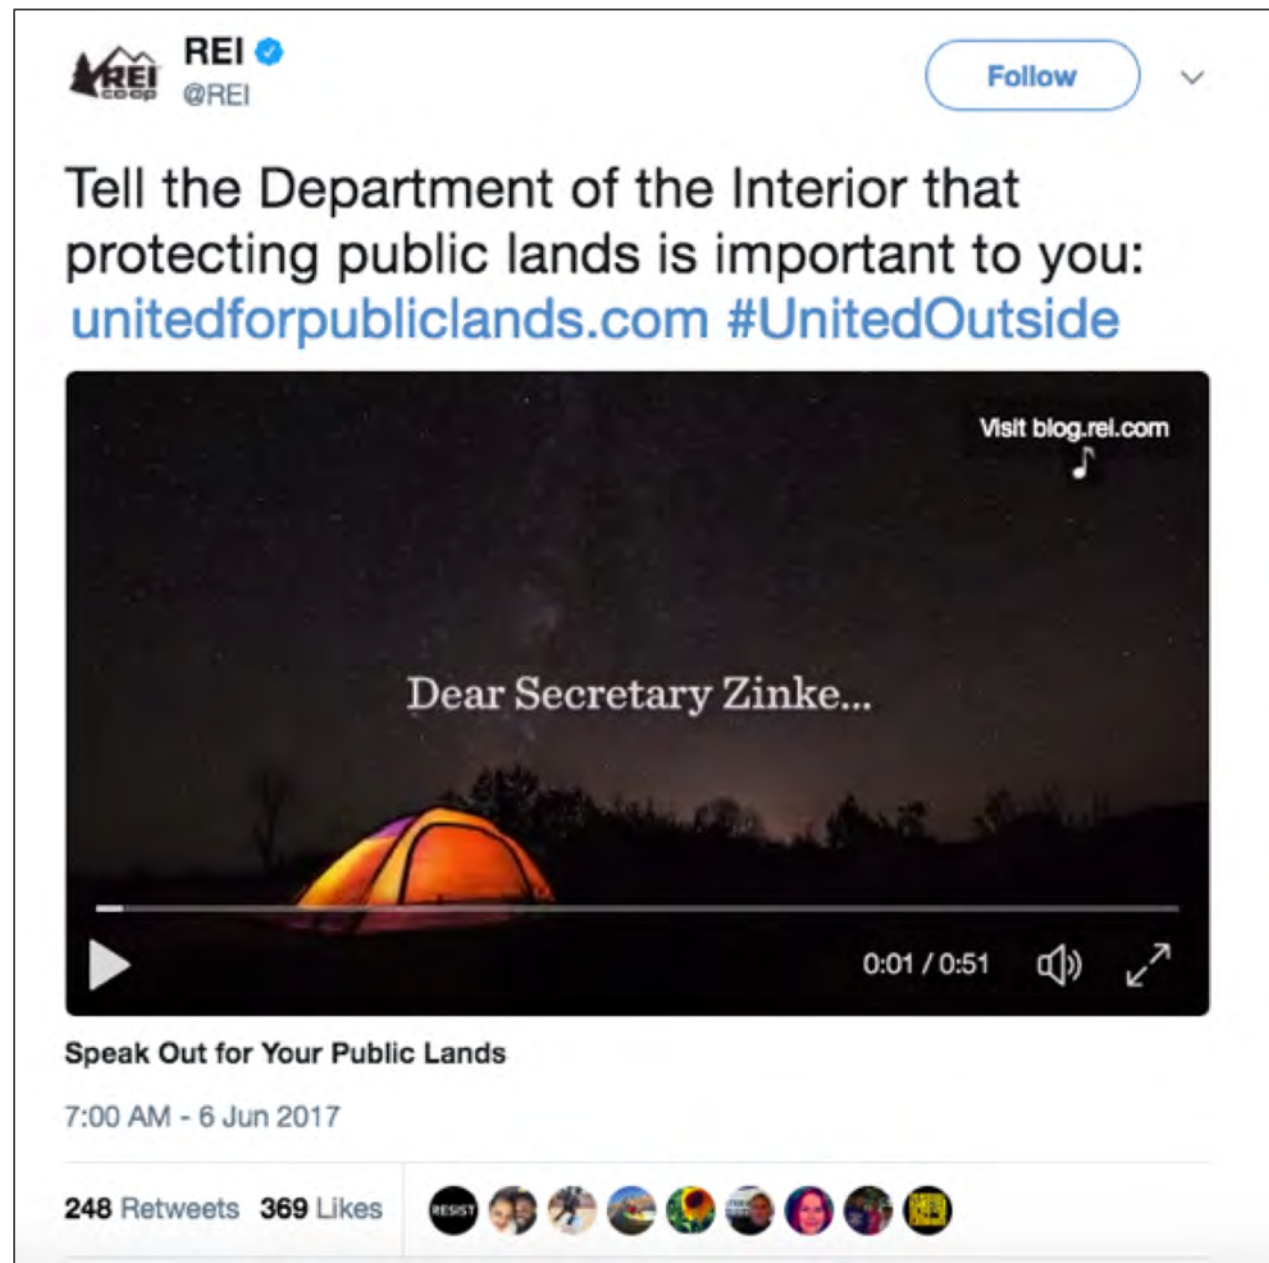 REI
REI
co·op
@REI
Follow
Tell the Department of the Interior that
protecting public lands is important to you:
unitedforpubliclands.com #UnitedOutside
Visit blog.rei.com
Dear Secretary Zinke...
0:01 / 0:51
Speak Out for Your Public Lands
7:00 AM - 6 Jun 2017
248 Retweets 369 Likes
RESIST